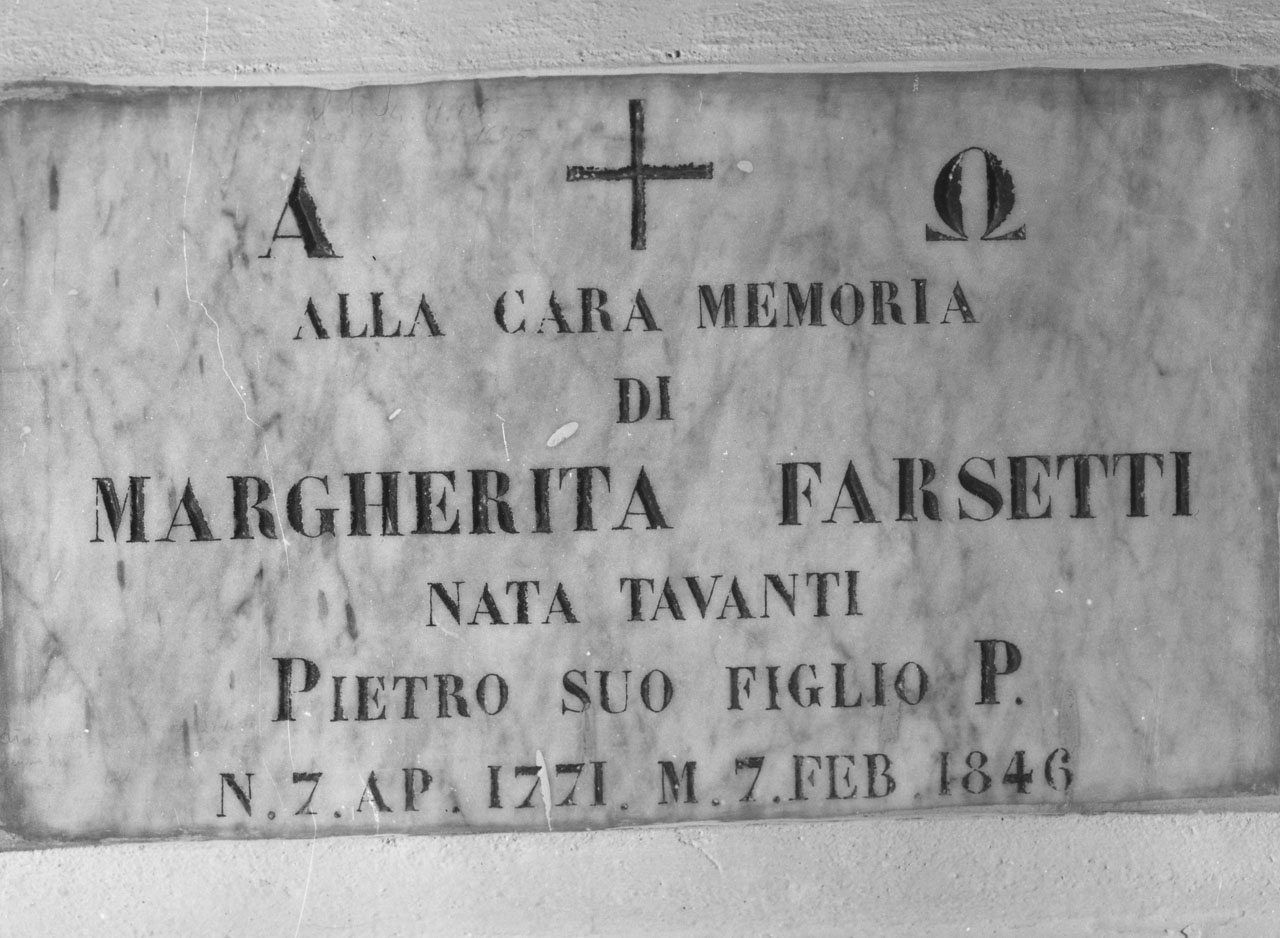 Α Ω
ALLA CARA MEMORIA
DI
MARGHERITA FARSETTI
NATA TAVANTI
PIETRO SUO FIGLIO P.
N. 7. AP. 1771. M. 7. FEB. 1846